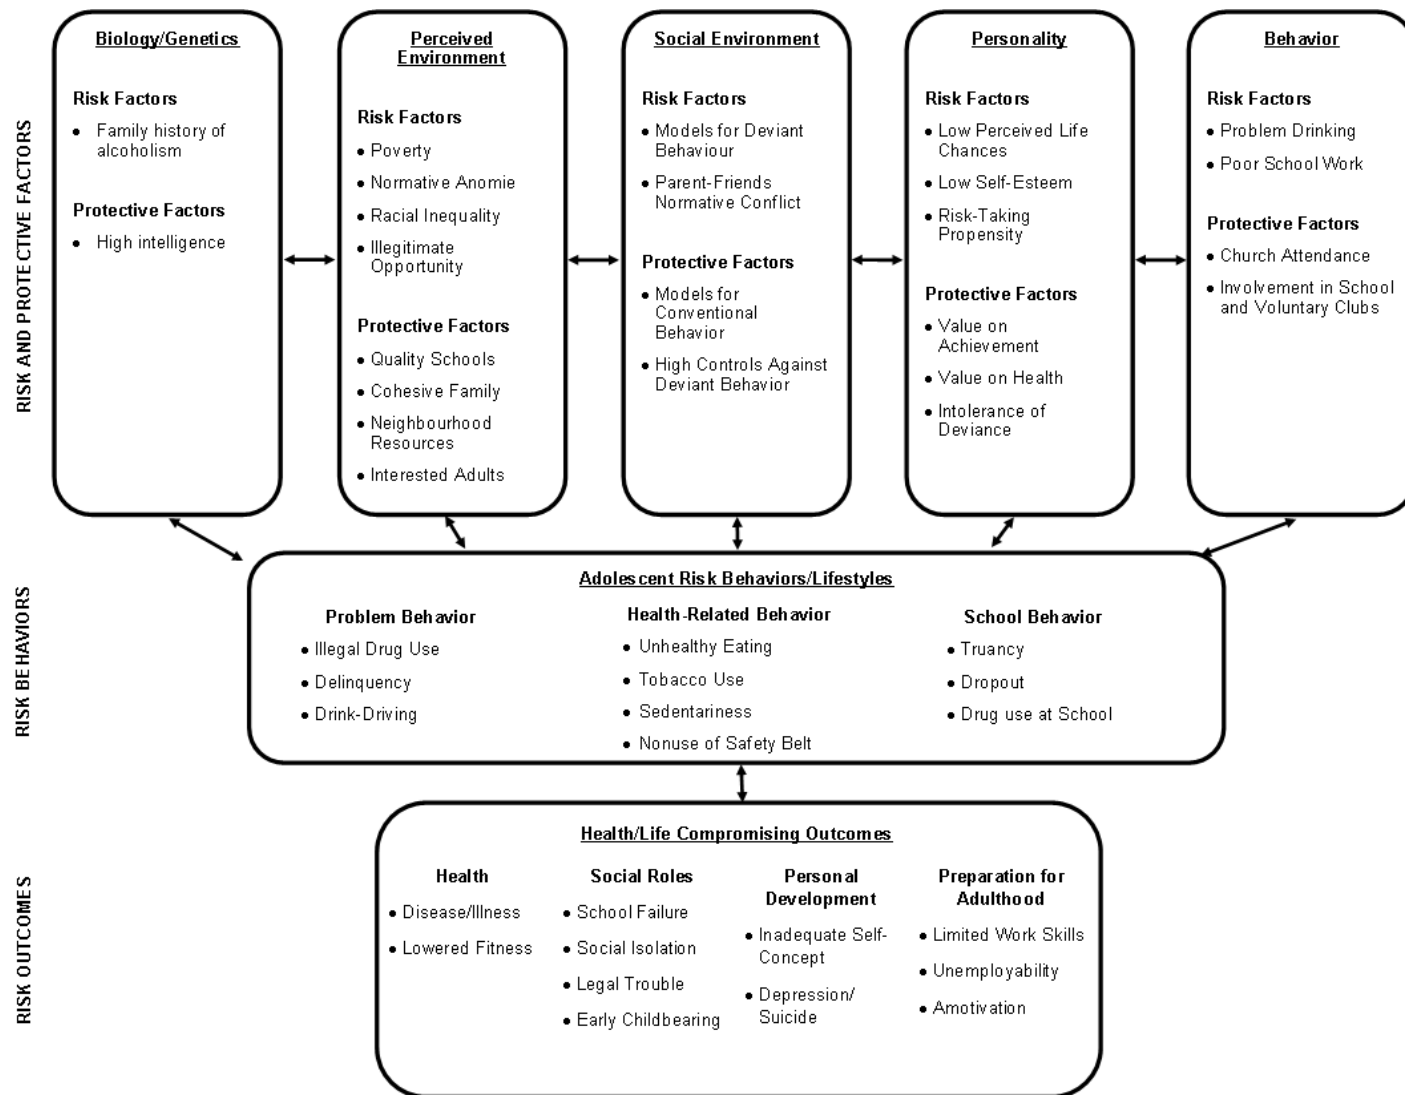 RISK AND PROTECTIVE FACTORS
Biology/Genetics
Risk Factors
• Family history of
alcoholism
Protective Factors
• High intelligence
Perceived
Environment
Risk Factors
• Poverty
• Normative Anomie
• Racial Inequality
• Illegitimate
Opportunity
Protective Factors
• Quality Schools
• Cohesive Family
• Neighbourhood
Resources
• Interested Adults
Social Environment
Risk Factors
• Models for Deviant
Behaviour
• Parent-Friends
Normative Conflict
Protective Factors
• Models for
Conventional
Behavior
• High Controls Against
Deviant Behavior
Personality
Risk Factors
• Low Perceived Life
Chances
• Low Self-Esteem
• Risk-Taking
Propensity
Protective Factors
• Value on
Achievement
• Value on Health
• Intolerance of
Deviance
Behavior
Risk Factors
• Problem Drinking
• Poor School Work
Protective Factors
• Church Attendance
• Involvement in School
and Voluntary Clubs
RISK BEHAVIORS
Adolescent Risk Behaviors/Lifestyles
Problem Behavior
• Illegal Drug Use
• Delinquency
• Drink-Driving
Health-Related Behavior
• Unhealthy Eating
• Tobacco Use
• Sedentariness
• Nonuse of Safety Belt
School Behavior
• Truancy
• Dropout
• Drug use at School
RISK OUTCOMES
Health/Life Compromising Outcomes
Health
• Disease/Illness
• Lowered Fitness
Social Roles
• School Failure
• Social Isolation
• Legal Trouble
• Early Childbearing
Personal
Development
• Inadequate Self-
Concept
• Depression/
Suicide
Preparation for
Adulthood
• Limited Work Skills
• Unemployability
• Amotivation